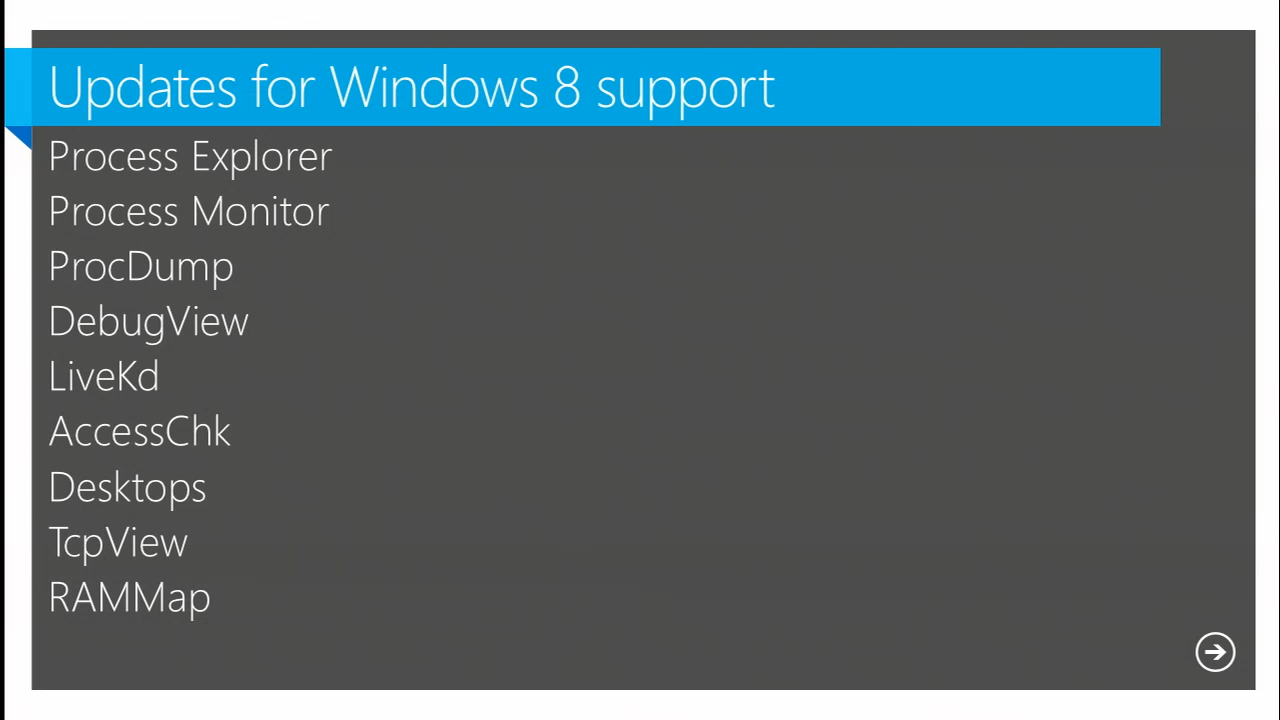 Updates for Windows 8 support
Process Explorer
Process Monitor
ProcDump
DebugView
LiveKd
AccessChk
Desktops
TcpView
RAMMap